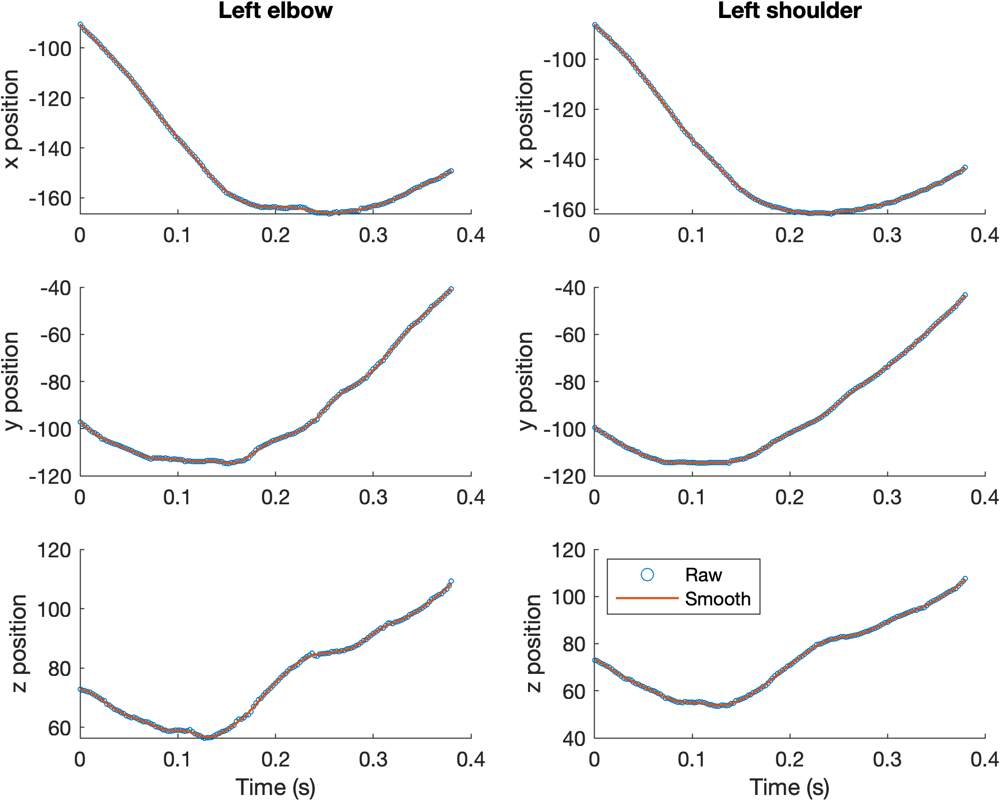 Left elbow
Left shoulder
x position
-100
-120
-140
-160
0 0.1 0.2 0.3 0.4
x position
-100
-120
-140
-160
0 0.1 0.2 0.3 0.4
y position
-40
-60
-80
-100
-120
0 0.1 0.2 0.3 0.4
y position
-40
-60
-80
-100
-120
0 0.1 0.2 0.3 0.4
z position
120
100
80
60
0 0.1 0.2 0.3 0.4
Time (s)
z position
120
100
80
60
40
0 0.1 0.2 0.3 0.4
Time (s)
Raw
Smooth